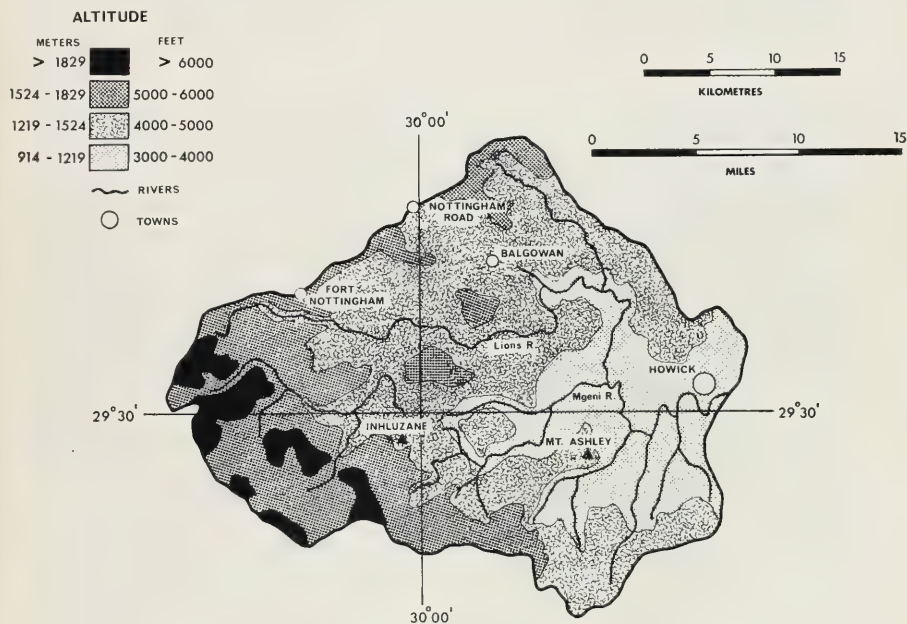 ALTITUDE
METERS FEET
> 1829 > 6000
1524 - 1829 5000 - 6000
1219 - 1524 4000 - 5000
914 - 1219 3000 - 4000
RIVERS
TOWNS
0 5 10 15
KILOMETRES
0 5 10 15
MILES
30°00'
NOTTINGHAM
ROAD
BALGOWAN
FORT
NOTTINGHAM
Lions R.
HOWICK
Mgeni R.
29°30' 29°30'
INHLUZANE
MT. ASHLEY
30°00'